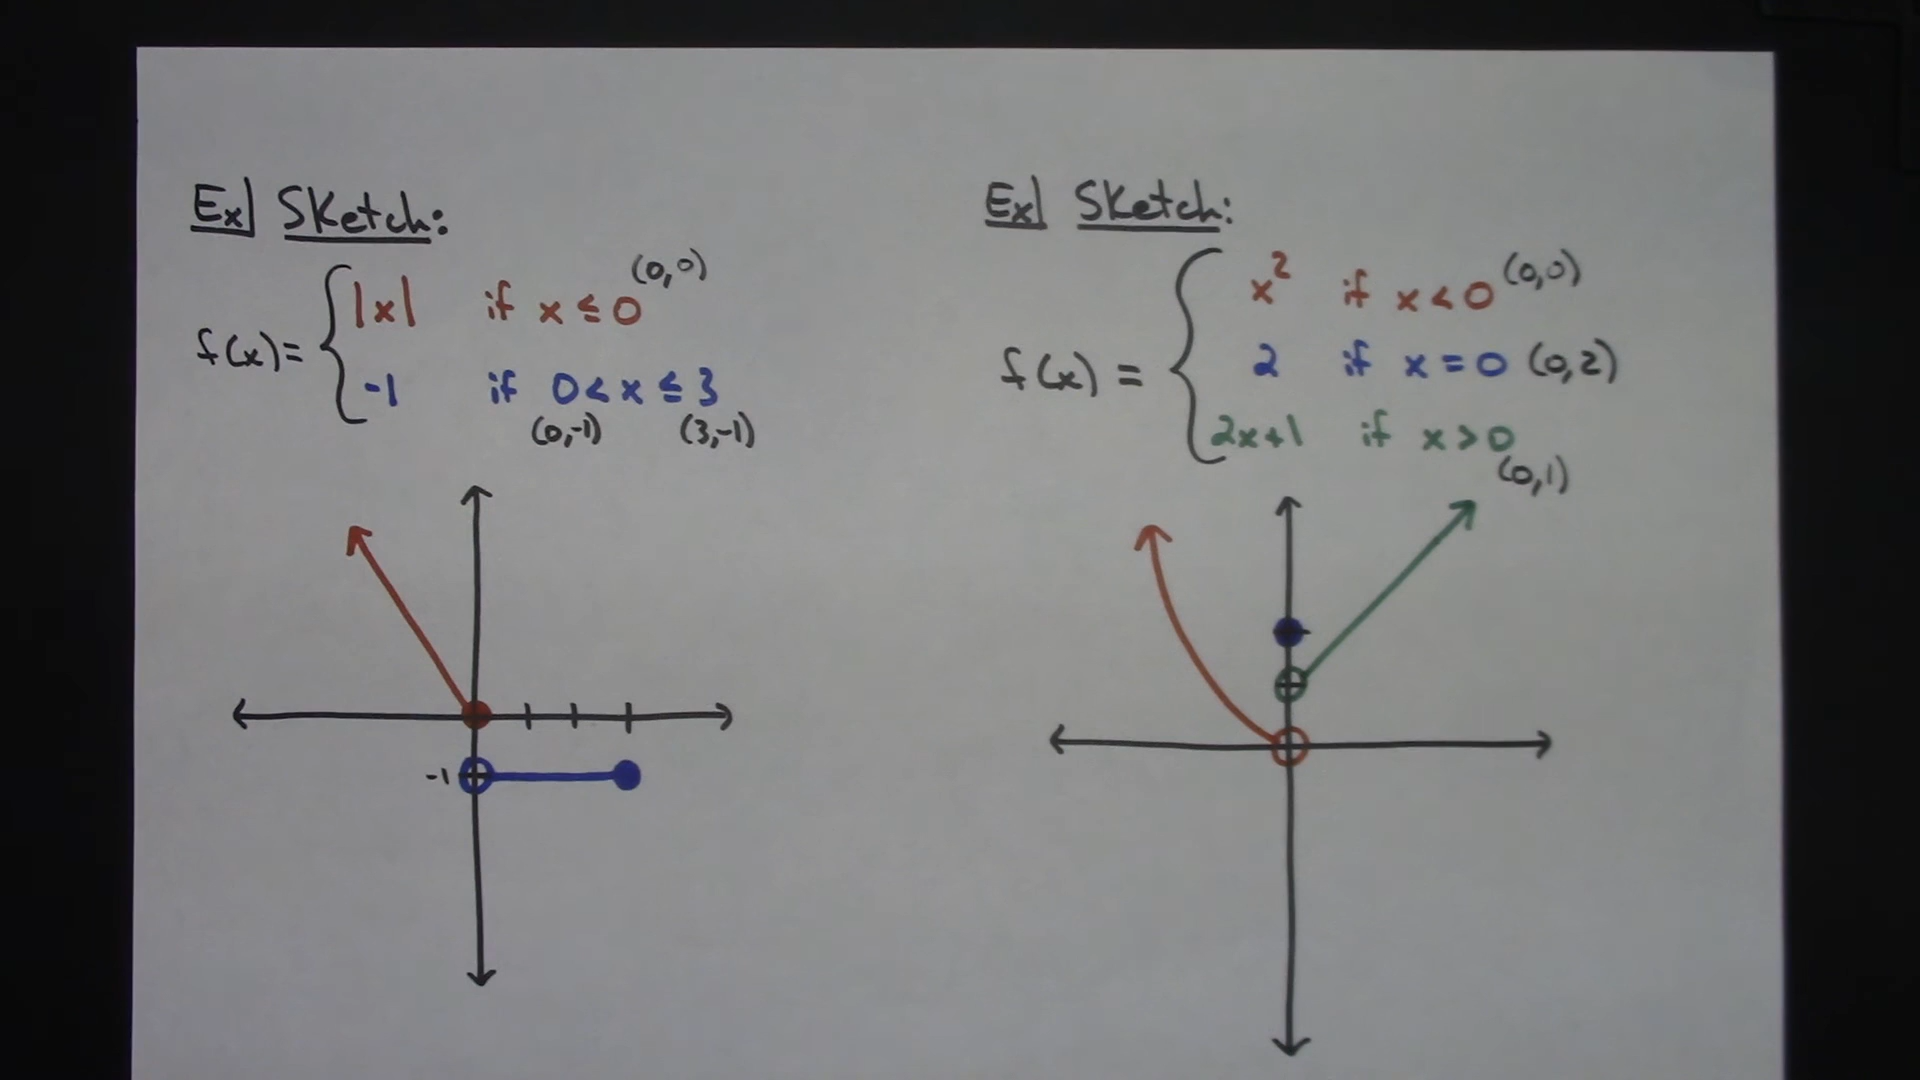 Ex| Sketch:
(0,0)
|x| if x ≤ 0
f(x)=
-1 if 0 < x ≤ 3
(0,-1) (3,-1)
-1
Ex| Sketch:
x² if x < 0 (0,0)
f(x) = 2 if x = 0 (0,2)
2x+1 if x > 0
(0,1)